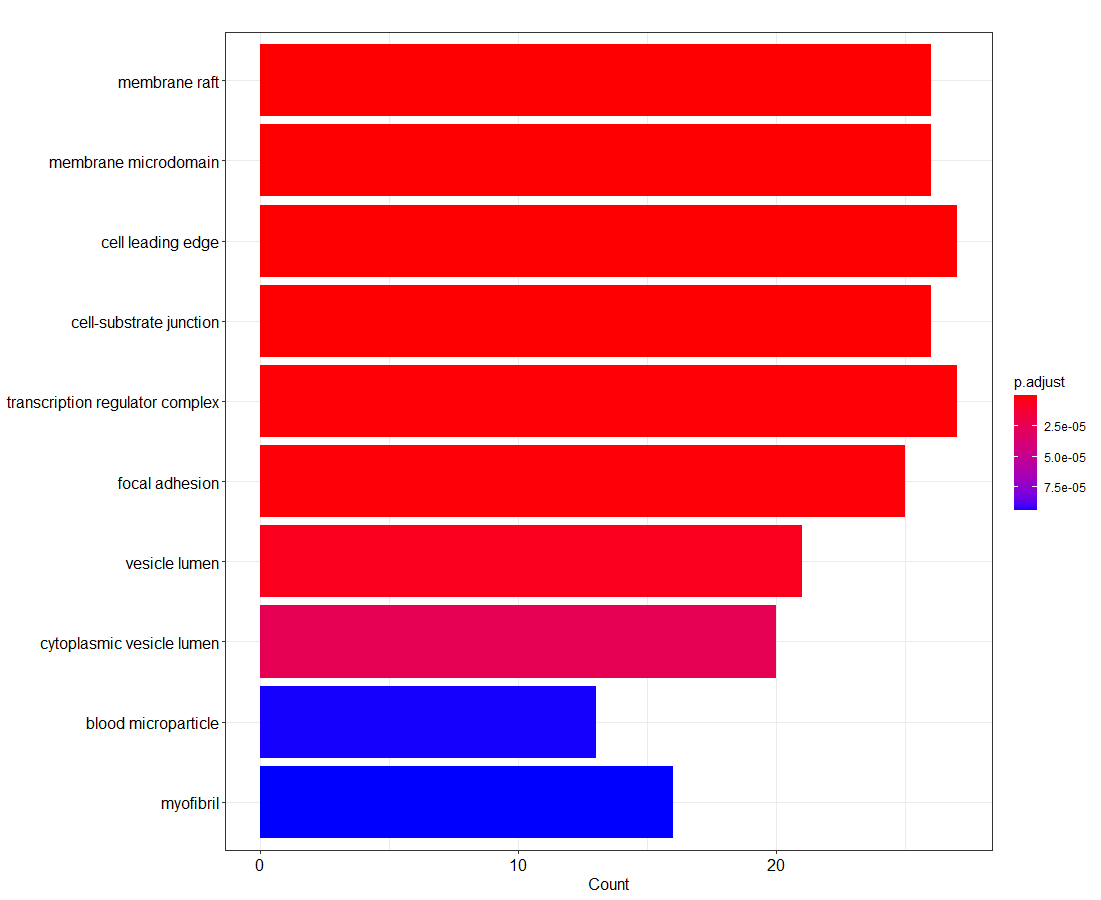 membrane raft
membrane microdomain
cell leading edge
cell-substrate junction
transcription regulator complex
focal adhesion
vesicle lumen
cytoplasmic vesicle lumen
blood microparticle
myofibril
0 10 20
Count
p.adjust
2.5e-05
5.0e-05
7.5e-05